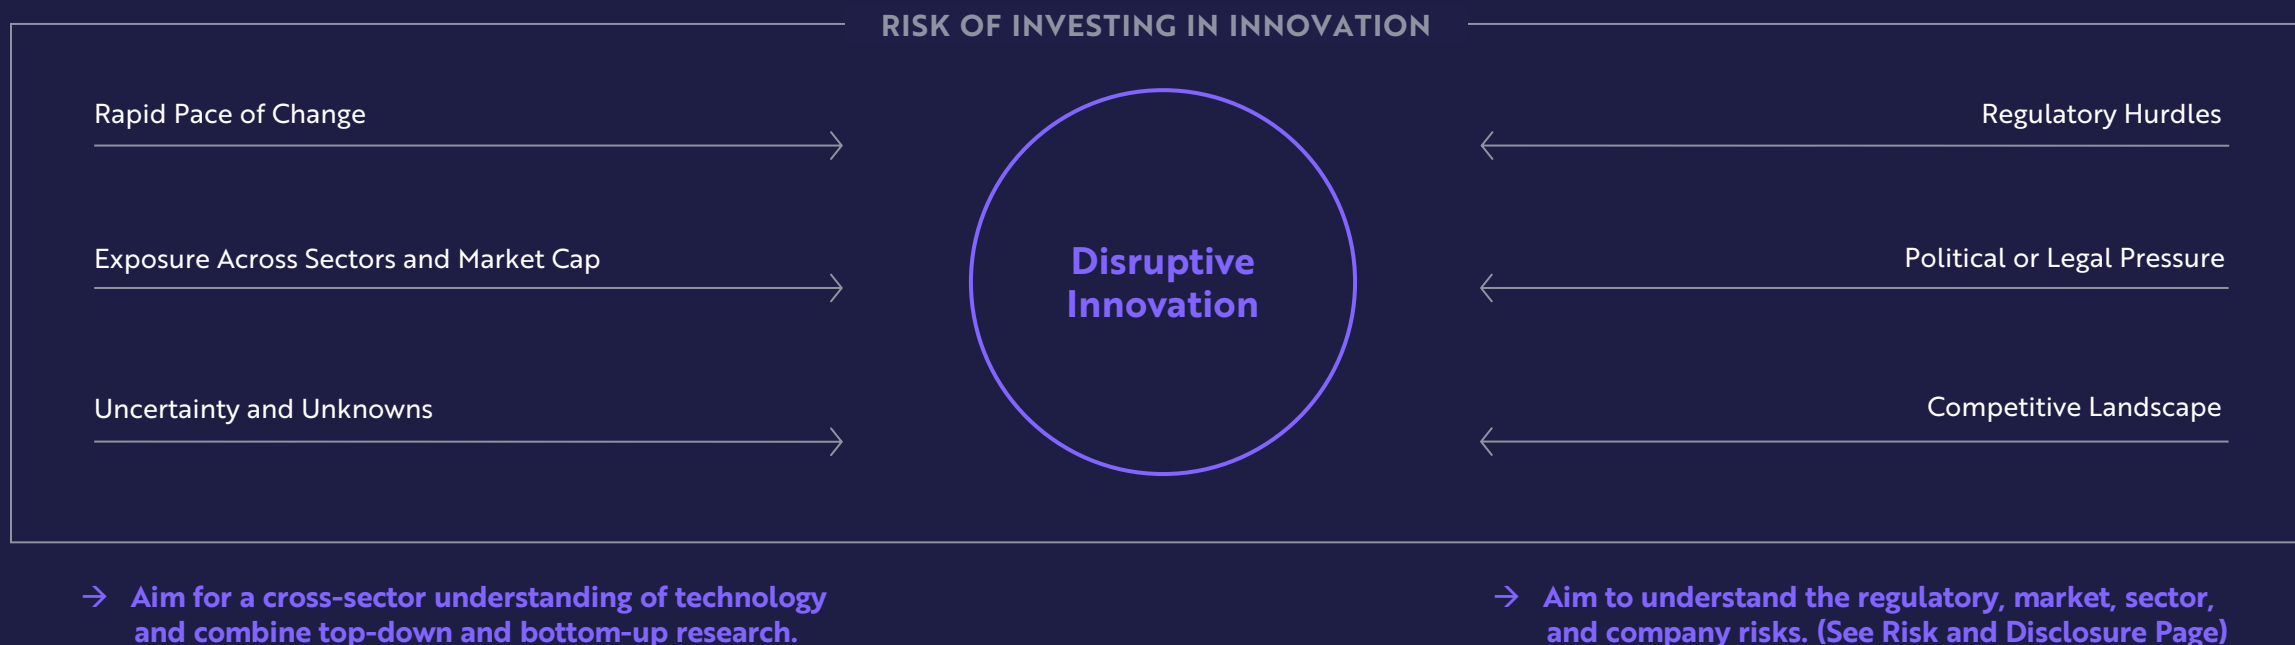 RISK OF INVESTING IN INNOVATION
Rapid Pace of Change
Exposure Across Sectors and Market Cap
Uncertainty and Unknowns
Disruptive
Innovation
Regulatory Hurdles
Political or Legal Pressure
Competitive Landscape
→ Aim for a cross-sector understanding of technology
and combine top-down and bottom-up research.
→ Aim to understand the regulatory, market, sector,
and company risks. (See Risk and Disclosure Page)